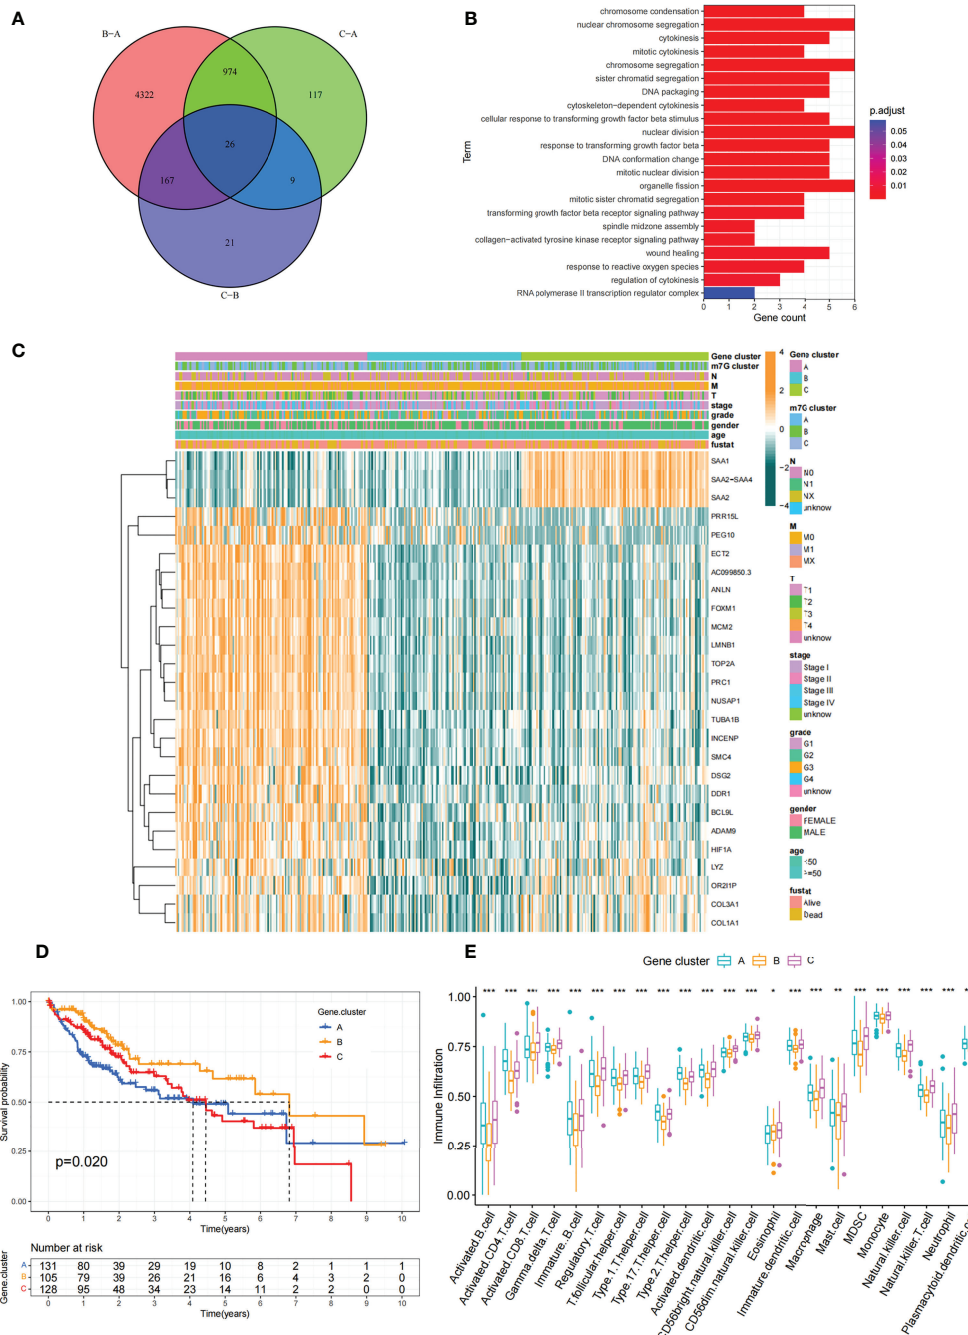 A
B−A
C−A
974
4322
117
26
167
9
21
C−B
B
Term
chromosome condensation
nuclear chromosome segregation
cytokinesis
mitotic cytokinesis
chromosome segregation
sister chromatid segregation
DNA packaging
cytoskeleton−dependent cytokinesis
cellular response to transforming growth factor beta stimulus
nuclear division
response to transforming growth factor beta
DNA conformation change
mitotic nuclear division
organelle fission
mitotic sister chromatid segregation
transforming growth factor beta receptor signaling pathway
spindle midzone assembly
collagen−activated tyrosine kinase receptor signaling pathway
wound healing
response to reactive oxygen species
regulation of cytokinesis
RNA polymerase II transcription regulator complex
0 1 2 3 4 5 6
Gene count
p.adjust
0.05
0.04
0.03
0.02
0.01
C
Gene cluster
m7G cluster
N
M
T
stage
grade
gender
age
fustat
SAA1
SAA2−SAA4
SAA2
PRR15L
PEG10
ECT2
AC099850.3
ANLN
FOXM1
MCM2
LMNB1
TOP2A
PRC1
NUSAP1
TUBA1B
INCENP
SMC4
DSG2
DDR1
BCL9L
ADAM9
HIF1A
LYZ
OR2I1P
COL3A1
COL1A1
4
2
0
−2
−4
Gene cluster
A
B
C
m7G cluster
A
B
C
N
N0
N1
NX
unknow
M
M0
M1
MX
T
T1
T2
T3
T4
unknow
stage
Stage I
Stage II
Stage III
Stage IV
unknow
grade
G1
G2
G3
G4
unknow
gender
FEMALE
MALE
age
<50
>=50
fustat
Alive
Dead
D
Survival probability
1.00
0.75
0.50
0.25
0.00
p=0.020
Gene.cluster
A
B
C
0 1 2 3 4 5 6 7 8 9 10
Time(years)
Number at risk
Gene.cluster
A 131 80 39 29 19 10 8 2 1 1 1
B 105 79 39 26 21 16 6 4 3 2 0
C 128 95 48 34 23 14 11 2 2 0 0
0 1 2 3 4 5 6 7 8 9 10
Time(years)
E
Gene cluster A B C
Immune Infiltration
1.00
0.75
0.50
0.25
0.00
*** *** *** *** *** *** *** *** *** *** *** *** *** * *** *** ** *** *** *** *** ***
Activated.B.cell
Activated.CD4.T.cell
Activated.CD8.T.cell
Gamma.delta.T.cell
Immature..B.cell
Regulatory.T.cell
T.follicular.helper.cell
Type.1.T.helper.cell
Type.17.T.helper.cell
Type.2.T.helper.cell
Activated.dendritic.cell
CD56bright.natural.killer.cell
CD56dim.natural.killer.cell
Eosinophil
Immature.dendritic.cell
Macrophage
Mast.cell
MDSC
Monocyte
Natural.killer.cell
Natural.killer.T.cell
Neutrophil
Plasmacytoid.dendritic.c